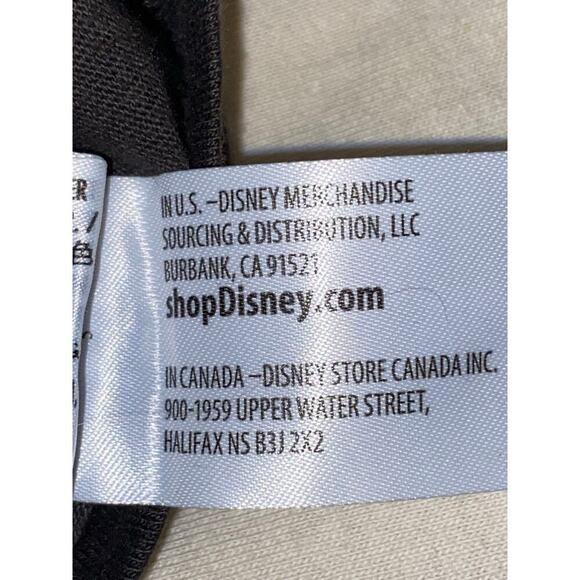 IN U.S. –DISNEY MERCHANDISE
SOURCING & DISTRIBUTION, LLC
BURBANK, CA 91521
shopDisney.com
IN CANADA –DISNEY STORE CANADA INC.
900-1959 UPPER WATER STREET,
HALIFAX NS B3J 2X2